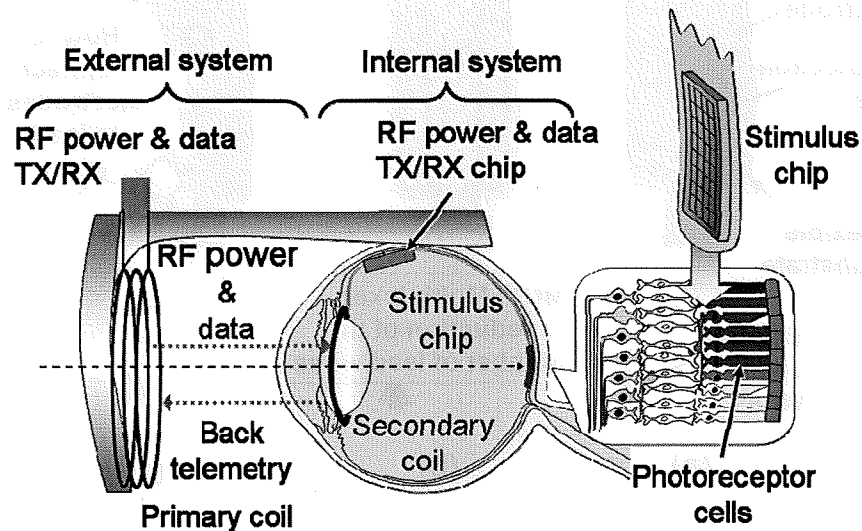 External system
Internal system
RF power & data
TX/RX
RF power & data
TX/RX chip
Stimulus
chip
RF power
&
data
Stimulus
chip
Back
telemetry
Secondary
coil
Primary coil
Photoreceptor
cells